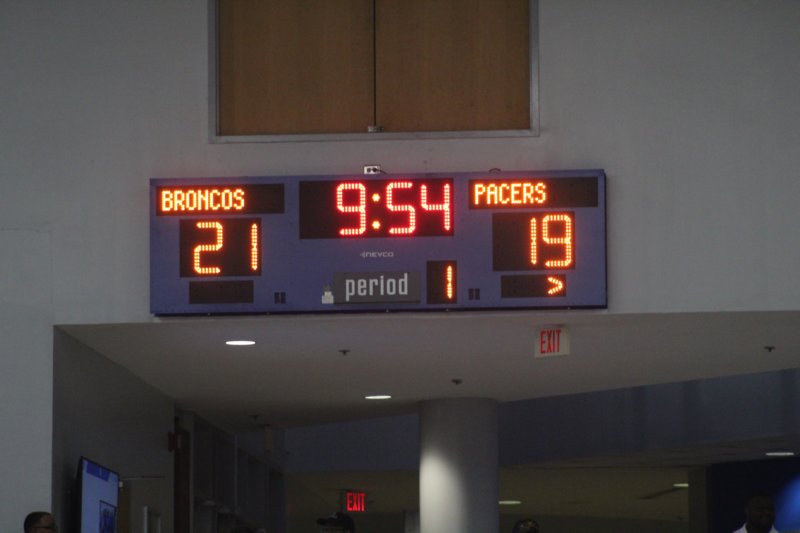 BRONCOS 9:54 PACERS
21 19
NEVCO
period 1 >
EXIT
EXIT